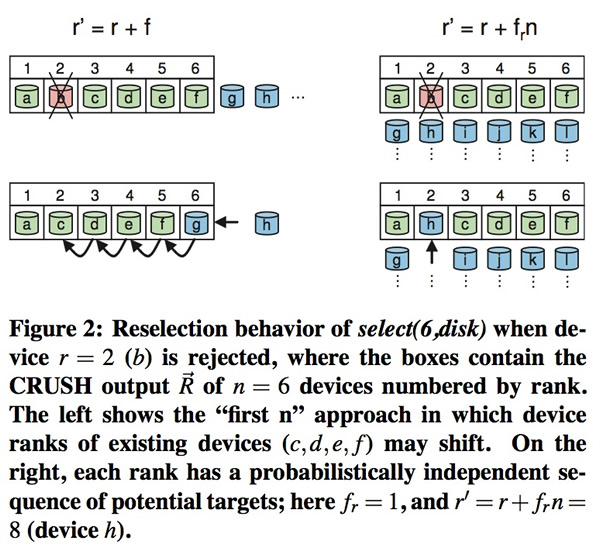 r' = r + f
r' = r + fᵣn
1 2 3 4 5 6
a b c d e f g h ...
1 2 3 4 5 6
a b c d e f
g h i j k l
1 2 3 4 5 6
a c d e f g h
1 2 3 4 5 6
a h c d e f
g i j k l
Figure 2: Reselection behavior of select(6,disk) when de-
vice r = 2 (b) is rejected, where the boxes contain the
CRUSH output R⃗ of n = 6 devices numbered by rank.
The left shows the “first n” approach in which device
ranks of existing devices (c,d,e,f) may shift. On the
right, each rank has a probabilistically independent se-
quence of potential targets; here fᵣ = 1, and r′ = r + fᵣn =
8 (device h).